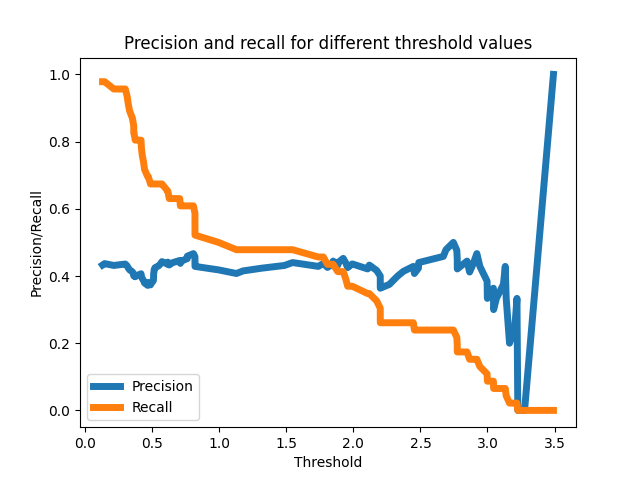 Precision and recall for different threshold values
Precision/Recall
1.0
0.8
0.6
0.4
0.2
0.0
Precision
Recall
0.0 0.5 1.0 1.5 2.0 2.5 3.0 3.5
Threshold